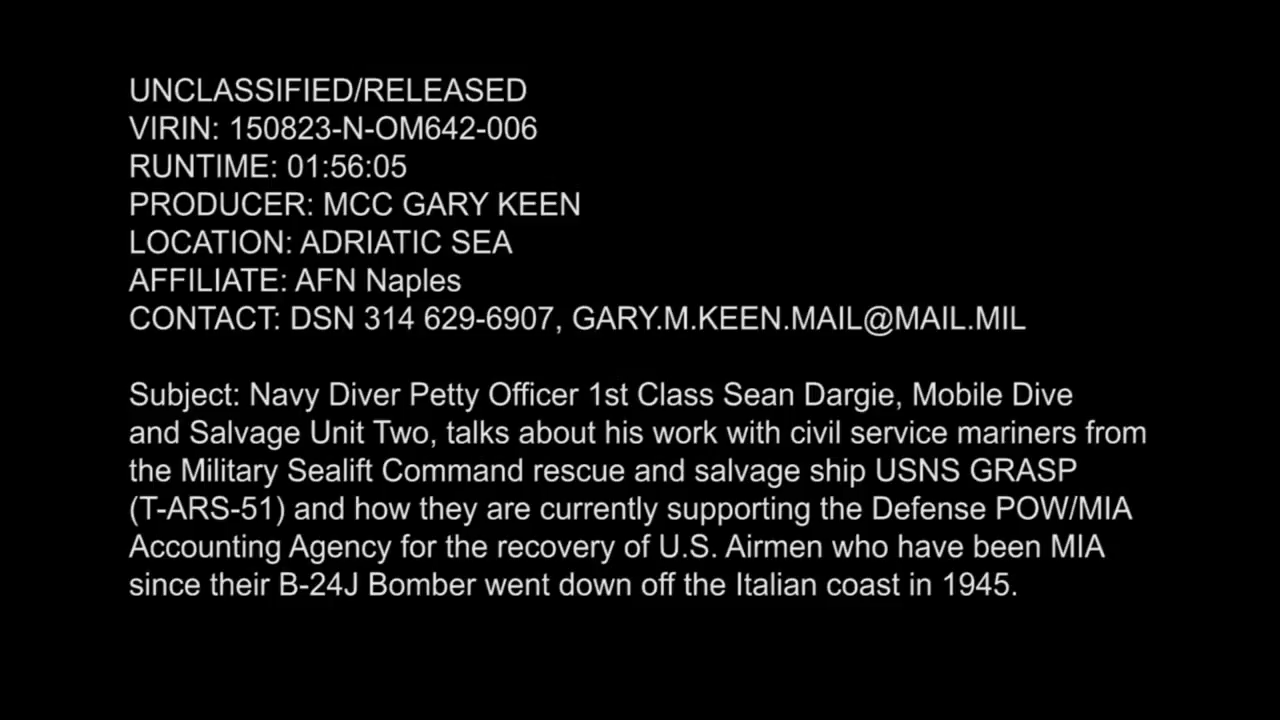 UNCLASSIFIED/RELEASED
VIRIN: 150823-N-OM642-006
RUNTIME: 01:56:05
PRODUCER: MCC GARY KEEN
LOCATION: ADRIATIC SEA
AFFILIATE: AFN Naples
CONTACT: DSN 314 629-6907, GARY.M.KEEN.MAIL@MAIL.MIL
Subject: Navy Diver Petty Officer 1st Class Sean Dargie, Mobile Dive
and Salvage Unit Two, talks about his work with civil service mariners from
the Military Sealift Command rescue and salvage ship USNS GRASP
(T-ARS-51) and how they are currently supporting the Defense POW/MIA
Accounting Agency for the recovery of U.S. Airmen who have been MIA
since their B-24J Bomber went down off the Italian coast in 1945.